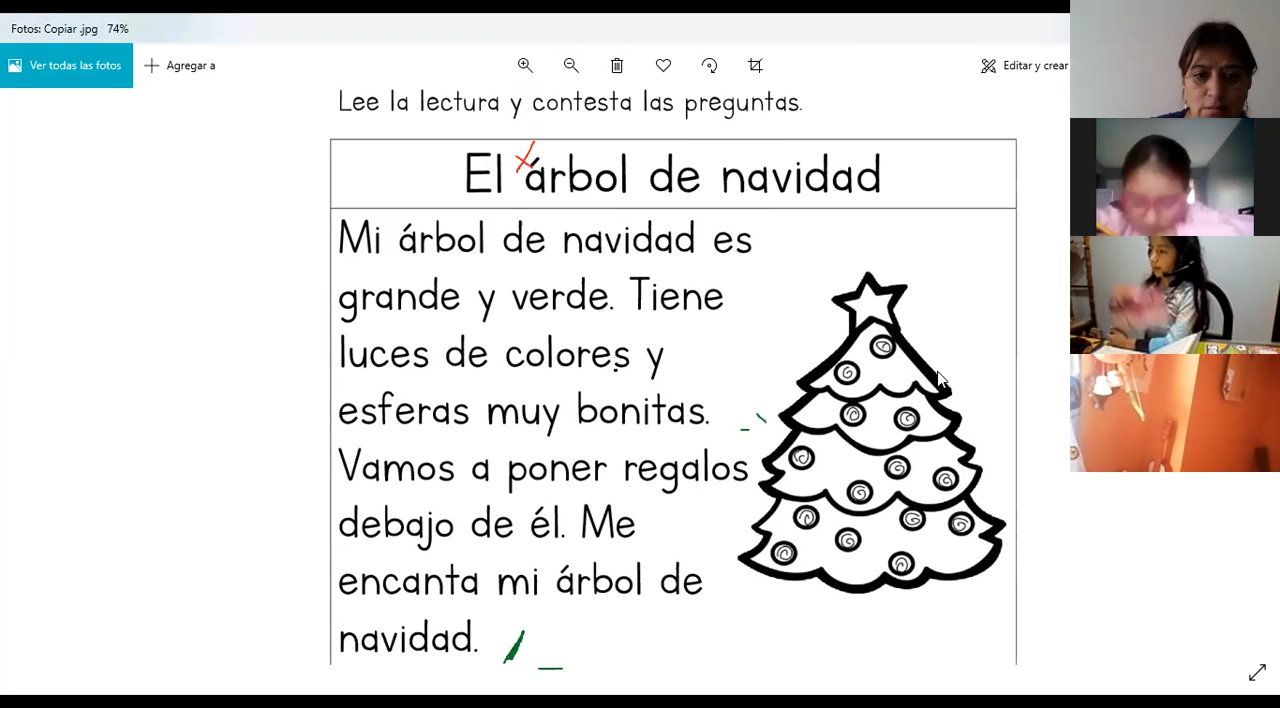 Fotos: Copiar .jpg 74%
Ver todas las fotos
Agregar a
Editar y crear
Lee la lectura y contesta las preguntas.
El árbol de navidad
Mi árbol de navidad es
grande y verde. Tiene
luces de colores y
esferas muy bonitas.
Vamos a poner regalos
debajo de él. Me
encanta mi árbol de
navidad.